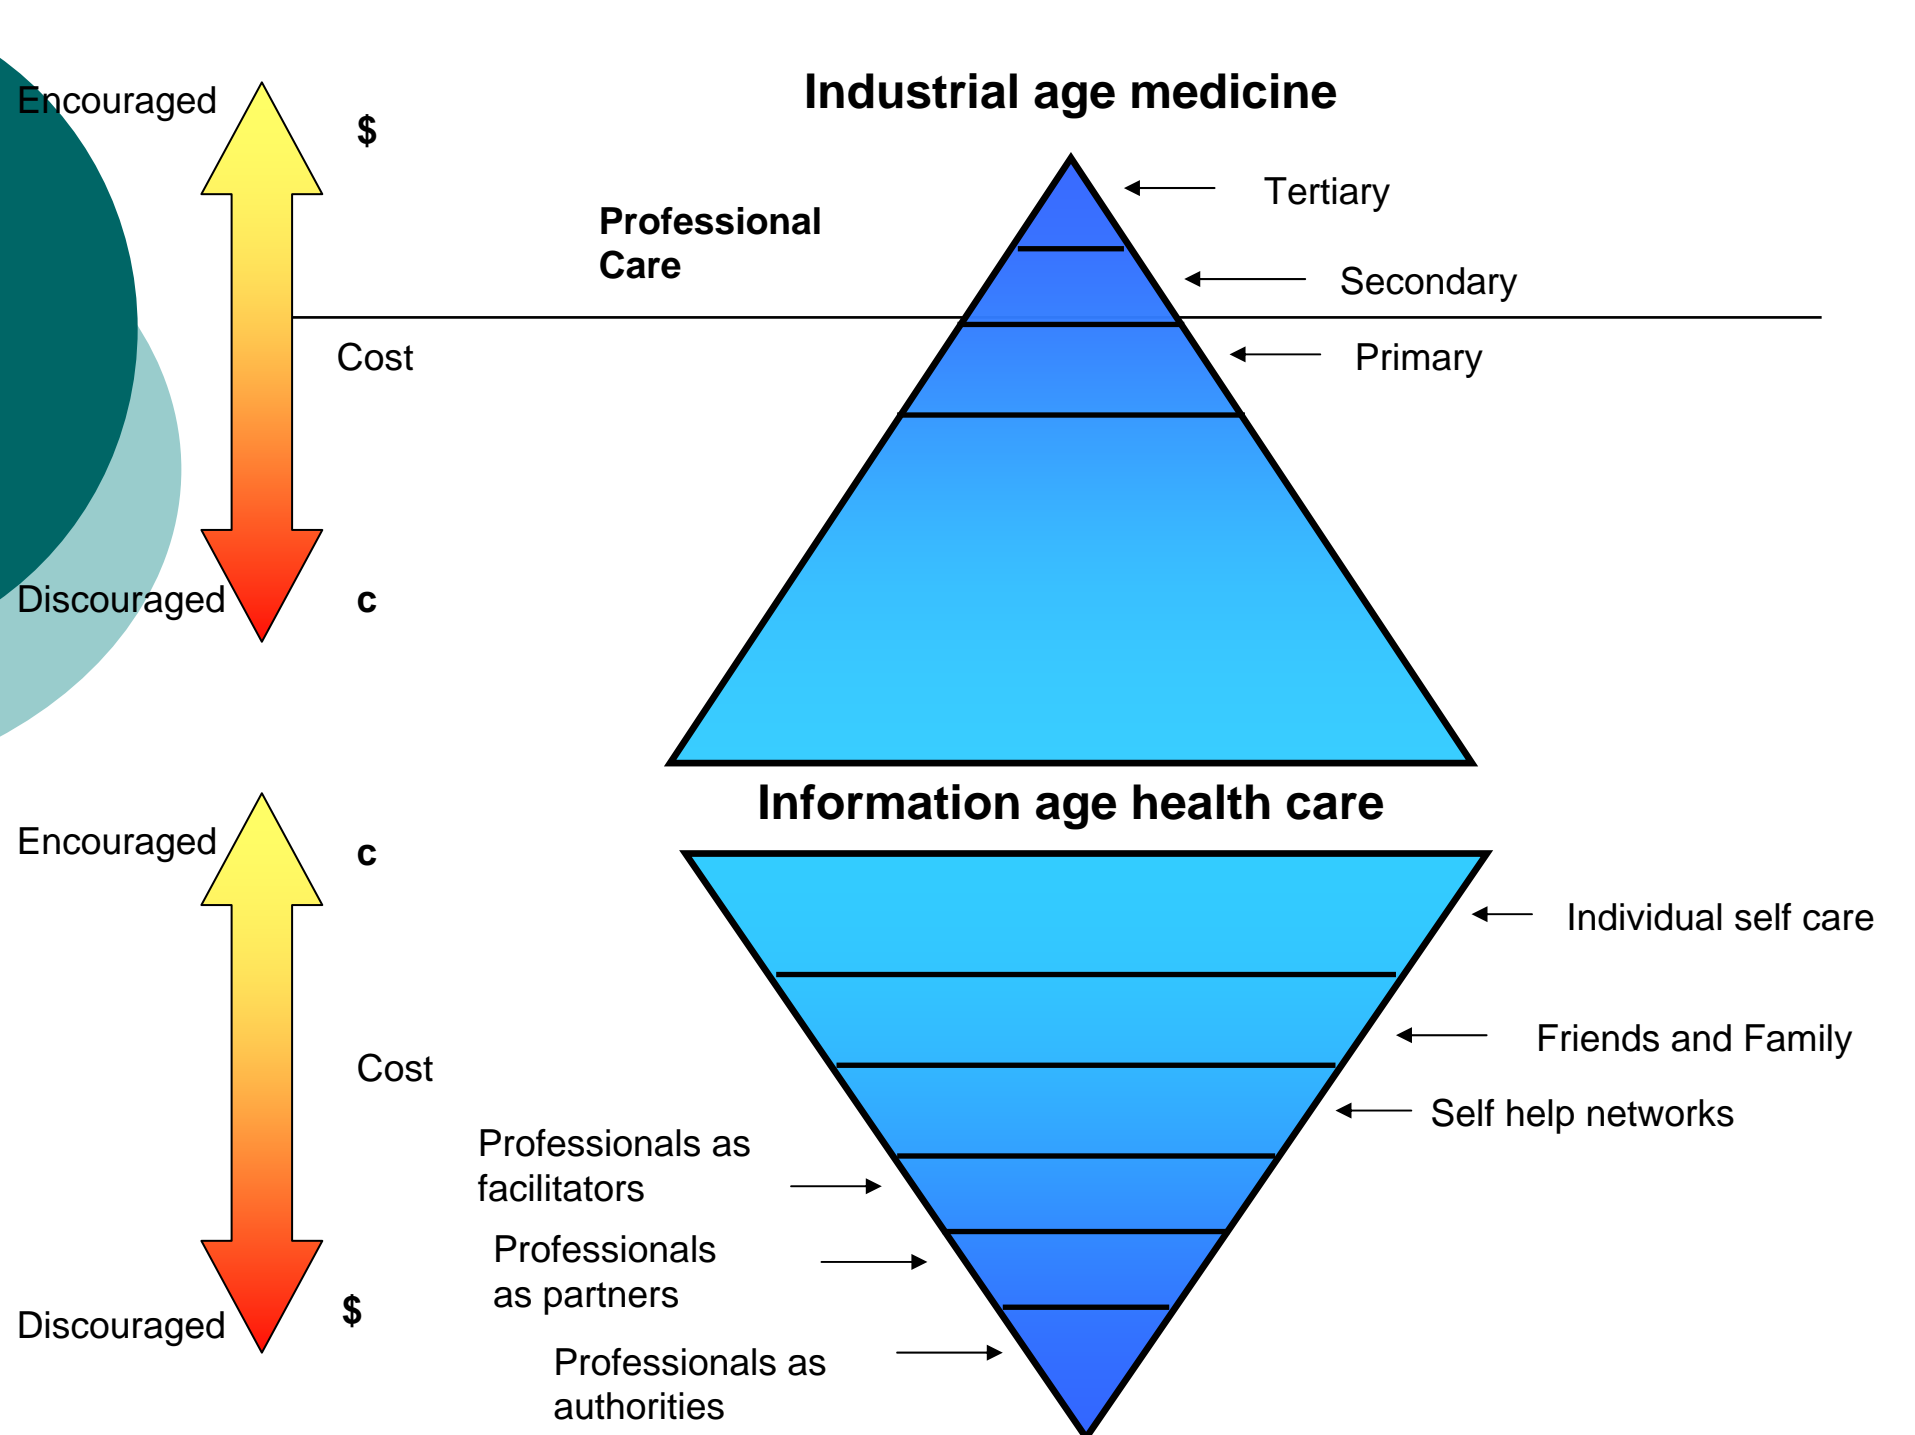 Industrial age medicine
Encouraged
$
Tertiary
Professional
Care
Secondary
Cost
Primary
Discouraged
c
Information age health care
Encouraged
c
Individual self care
Friends and Family
Cost
Self help networks
Professionals as
facilitators
Professionals
as partners
Discouraged
$
Professionals as
authorities